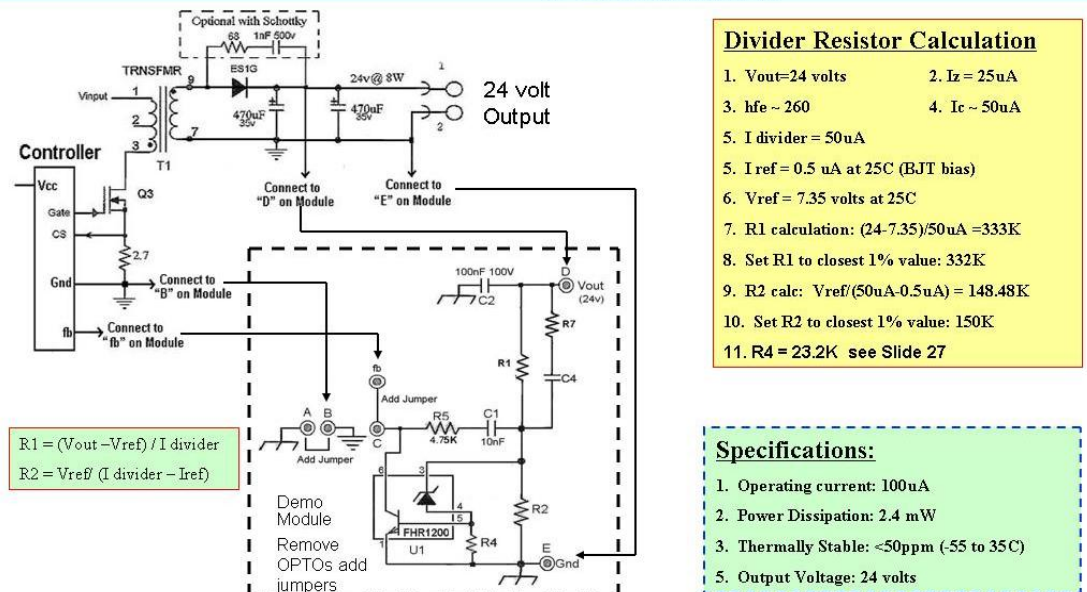 Optional with Schottky
68
1nF 500v
TRNSFMR
9
ES1G
24v@ 8W
1
24 volt
Output
Vinput
1
2
3
470uF
35v
470uF
35v
2
7
T1
Controller
Vcc
Q3
Gate
CS
2.7
Gnd
fb
Connect to
"D" on Module
Connect to
"E" on Module
Connect to
"B" on Module
Connect to
"fb" on Module
100nF 100V
C2
D
Vout
(24v)
R7
R1
C4
fb
Add Jumper
A B
C
R5
4.75K
C1
10nF
Add Jumper
6
3
4
5
FHR1200
1
U1
R4
R2
E
Gnd
Demo
Module
Remove
OPTOs add
jumpers
R1 = (Vout –Vref) / I divider
R2 = Vref/ (I divider – Iref)
Divider Resistor Calculation
1. Vout=24 volts 2. Iz = 25uA
3. hfe ~ 260 4. Ic ~ 50uA
5. I divider = 50uA
5. I ref = 0.5 uA at 25C (BJT bias)
6. Vref = 7.35 volts at 25C
7. R1 calculation: (24-7.35)/50uA =333K
8. Set R1 to closest 1% value: 332K
9. R2 calc: Vref/(50uA-0.5uA) = 148.48K
10. Set R2 to closest 1% value: 150K
11. R4 = 23.2K see Slide 27
Specifications:
1. Operating current: 100uA
2. Power Dissipation: 2.4 mW
3. Thermally Stable: <50ppm (-55 to 35C)
5. Output Voltage: 24 volts